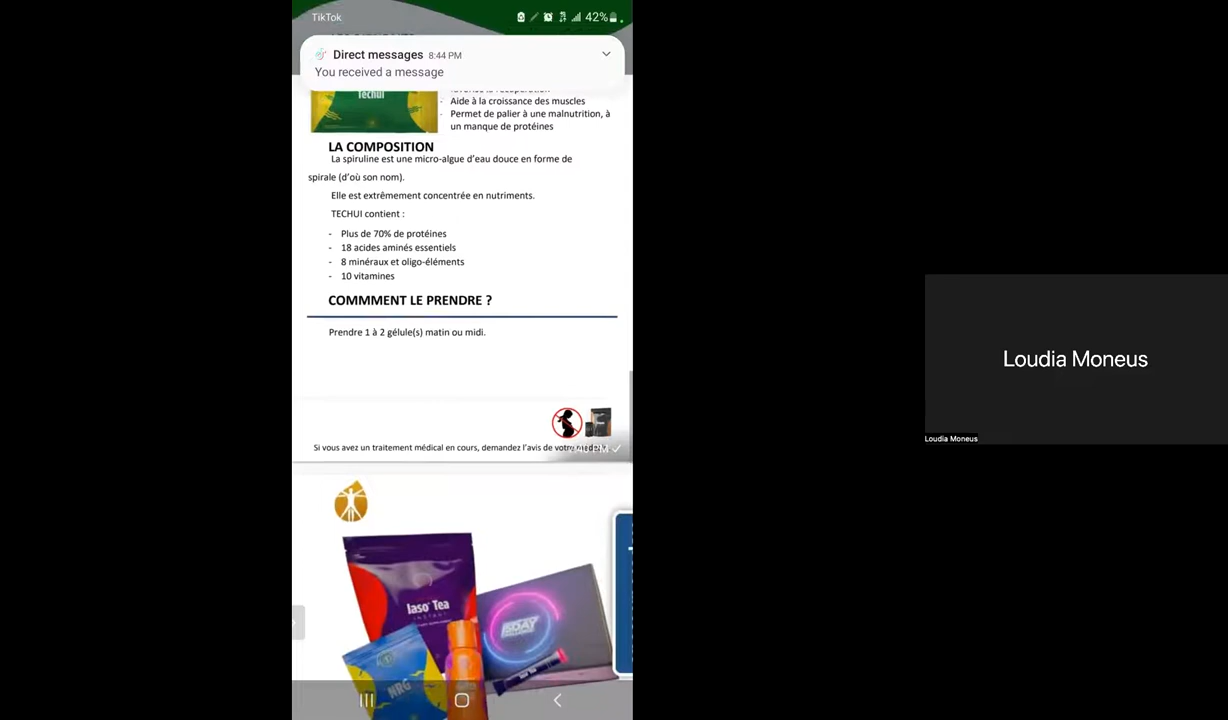 TikTok
42%
Direct messages 8:44 PM
You received a message
Techui
- Aide à la croissance des muscles
- Permet de palier à une malnutrition, à
un manque de protéines
LA COMPOSITION
La spiruline est une micro-algue d'eau douce en forme de
spirale (d'où son nom).
Elle est extrêmement concentrée en nutriments.
TECHUI contient :
- Plus de 70% de protéines
- 18 acides aminés essentiels
- 8 minéraux et oligo-éléments
- 10 vitamines
COMMMENT LE PRENDRE ?
Prendre 1 à 2 gélule(s) matin ou midi.
Si vous avez un traitement médical en cours, demandez l'avis de votre
Iaso Tea
INSTANT
15DAY
NRG
Loudia Moneus
Loudia Moneus